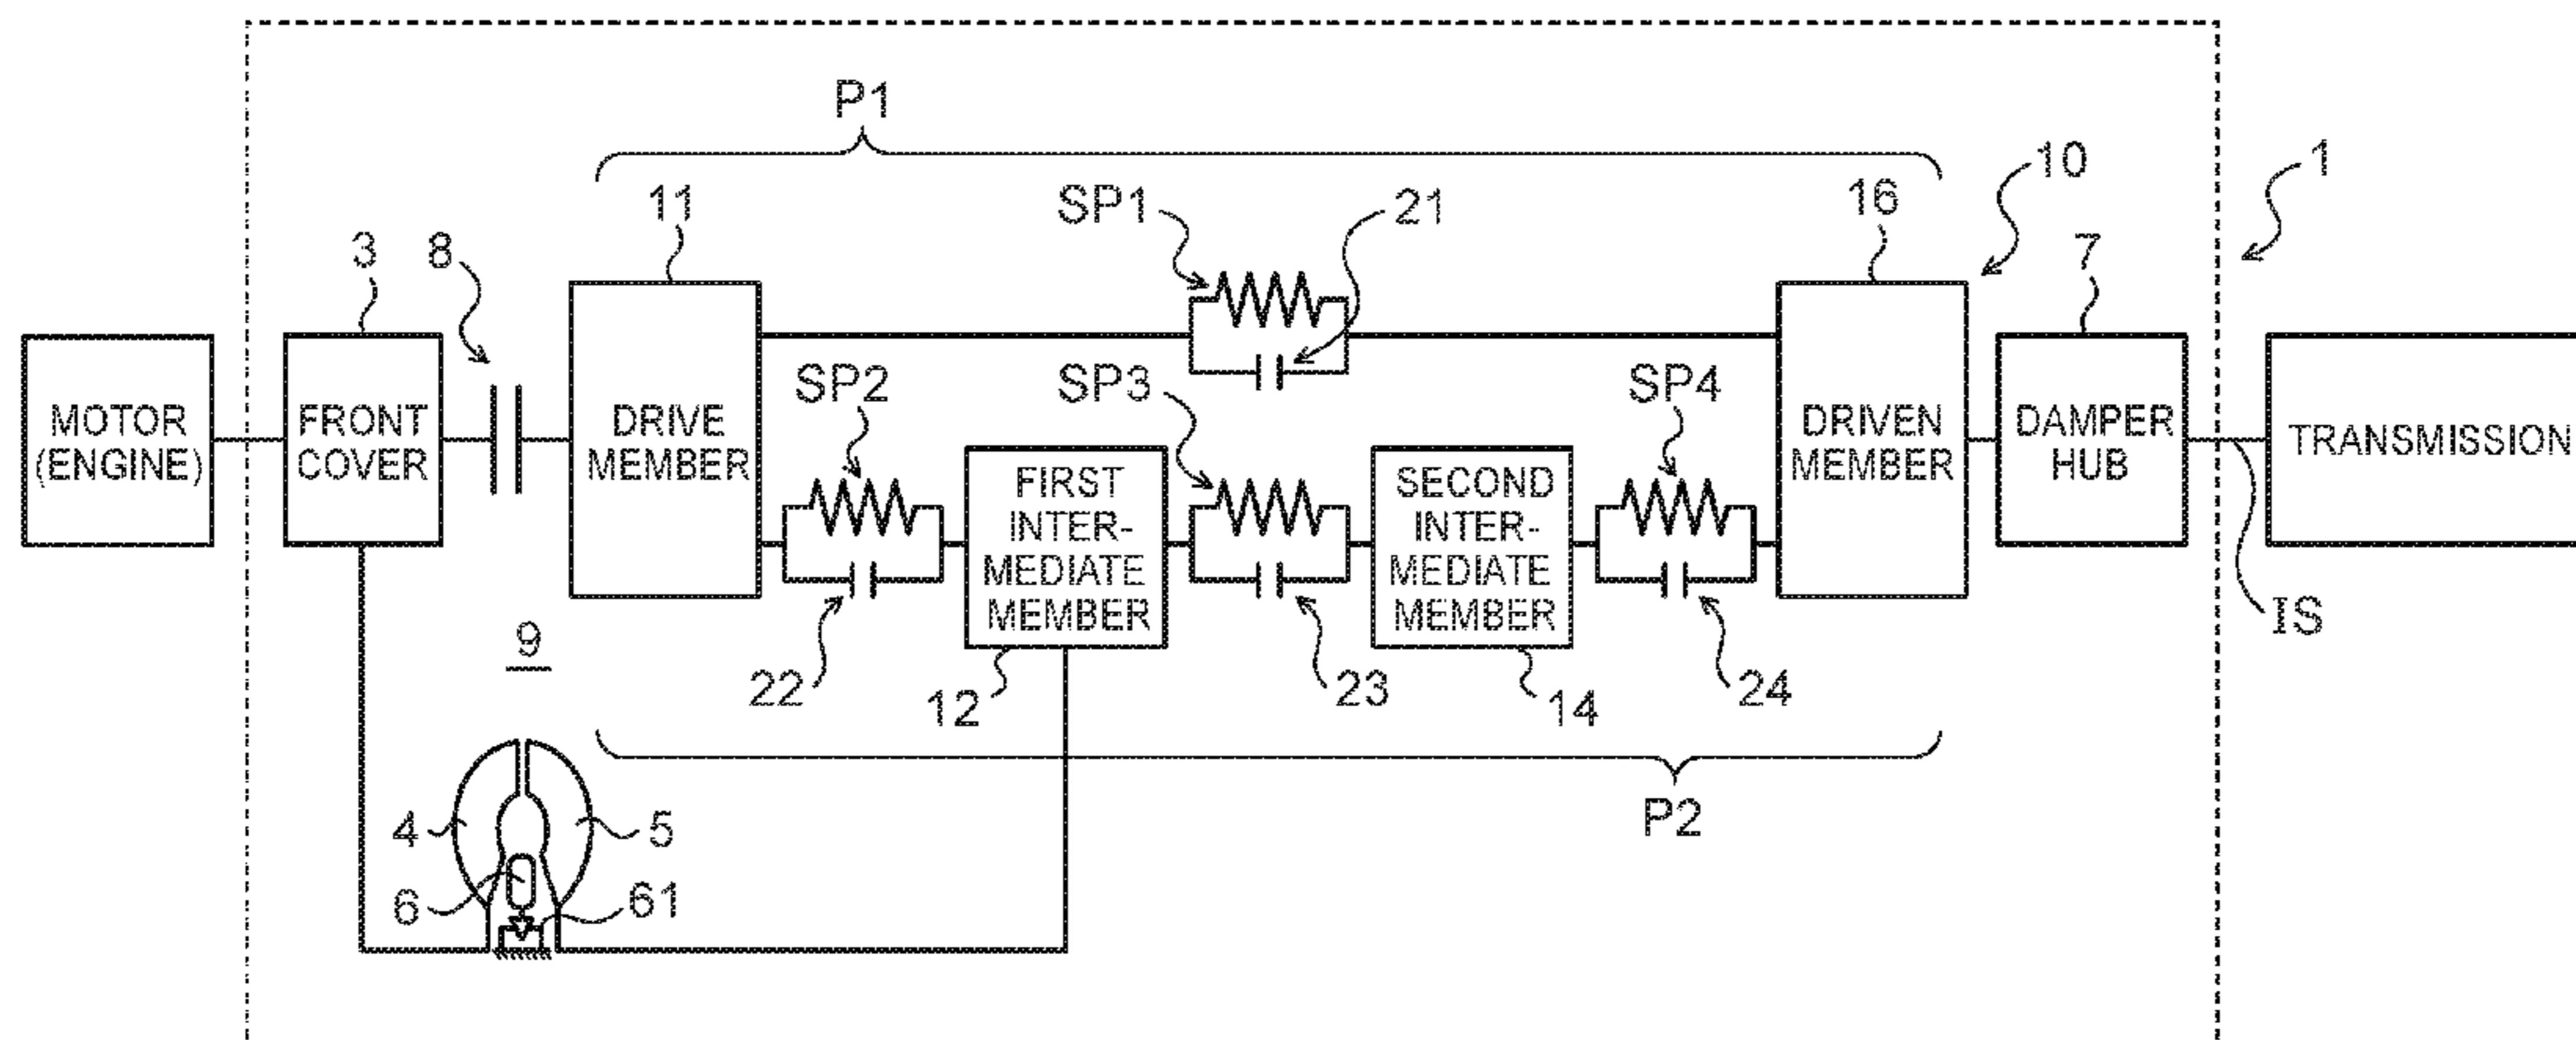 P1
10
1
11
SP1
21
16
3
8
7
MOTOR
(ENGINE)
FRONT
COVER
DRIVE
MEMBER
SP2
SP3
SP4
DRIVEN
MEMBER
DAMPER
HUB
TRANSMISSION
FIRST
INTER-
MEDIATE
MEMBER
SECOND
INTER-
MEDIATE
MEMBER
IS
9
22
12
23
14
24
P2
4
5
6
61